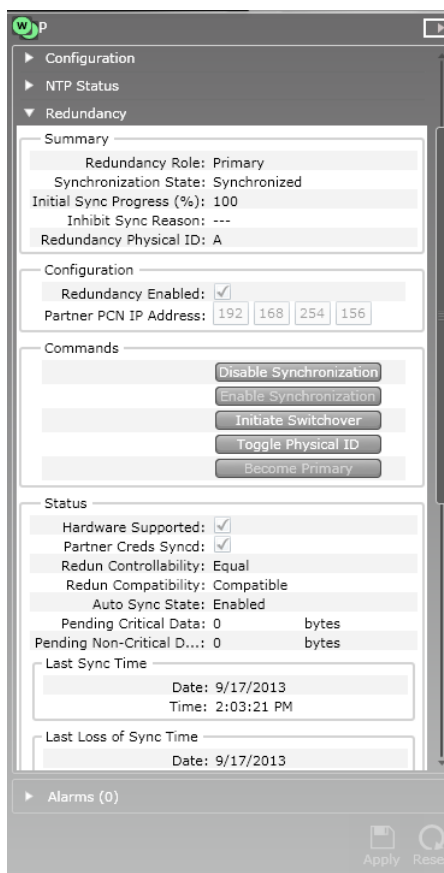 W P
Configuration
NTP Status
Redundancy
Summary
Redundancy Role: Primary
Synchronization State: Synchronized
Initial Sync Progress (%): 100
Inhibit Sync Reason: ---
Redundancy Physical ID: A
Configuration
Redundancy Enabled:
Partner PCN IP Address: 192 168 254 156
Commands
Disable Synchronization
Enable Synchronization
Initiate Switchover
Toggle Physical ID
Become Primary
Status
Hardware Supported:
Partner Creds Syncd:
Redun Controllability: Equal
Redun Compatibility: Compatible
Auto Sync State: Enabled
Pending Critical Data: 0 bytes
Pending Non-Critical D...: 0 bytes
Last Sync Time
Date: 9/17/2013
Time: 2:03:21 PM
Last Loss of Sync Time
Date: 9/17/2013
Alarms (0)
Apply Rese